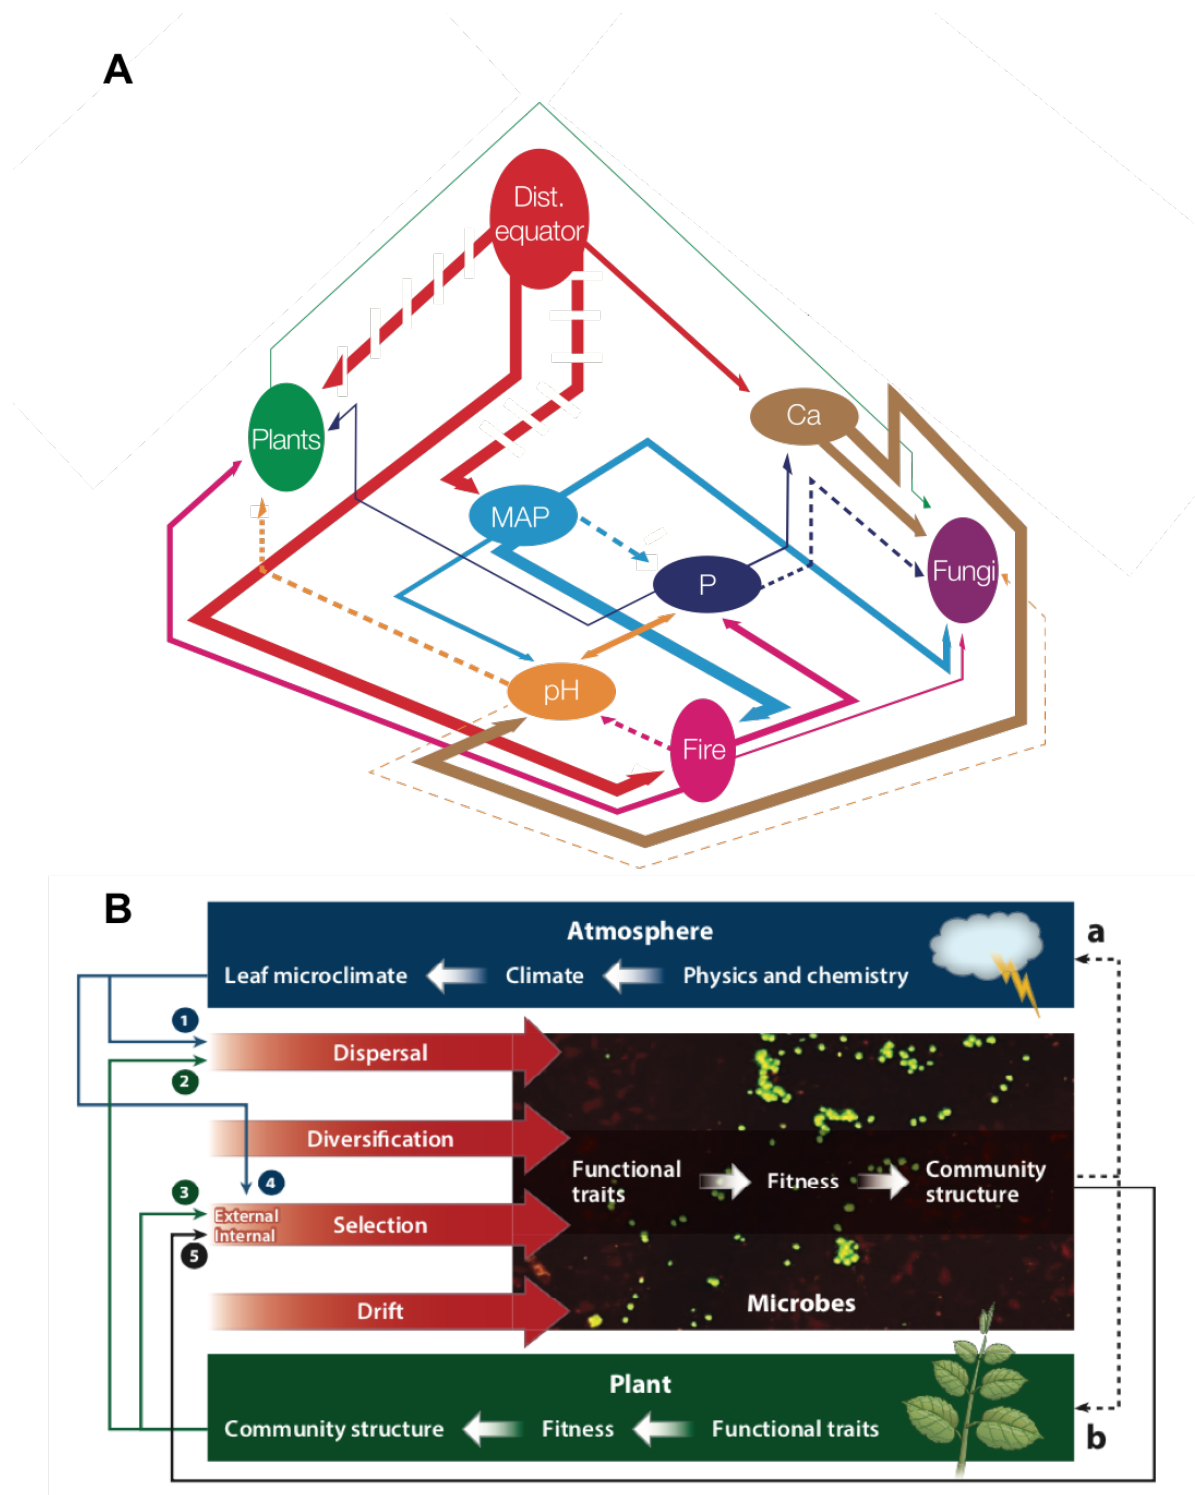 A
Dist.
equator
Plants
Ca
MAP
P
Fungi
pH
Fire
B
Atmosphere
a
Leaf microclimate
Climate
Physics and chemistry
1
Dispersal
2
Diversification
3
4
External
Internal
Selection
5
Functional
traits
Fitness
Community
structure
Drift
Microbes
Plant
Community structure
Fitness
Functional traits
b